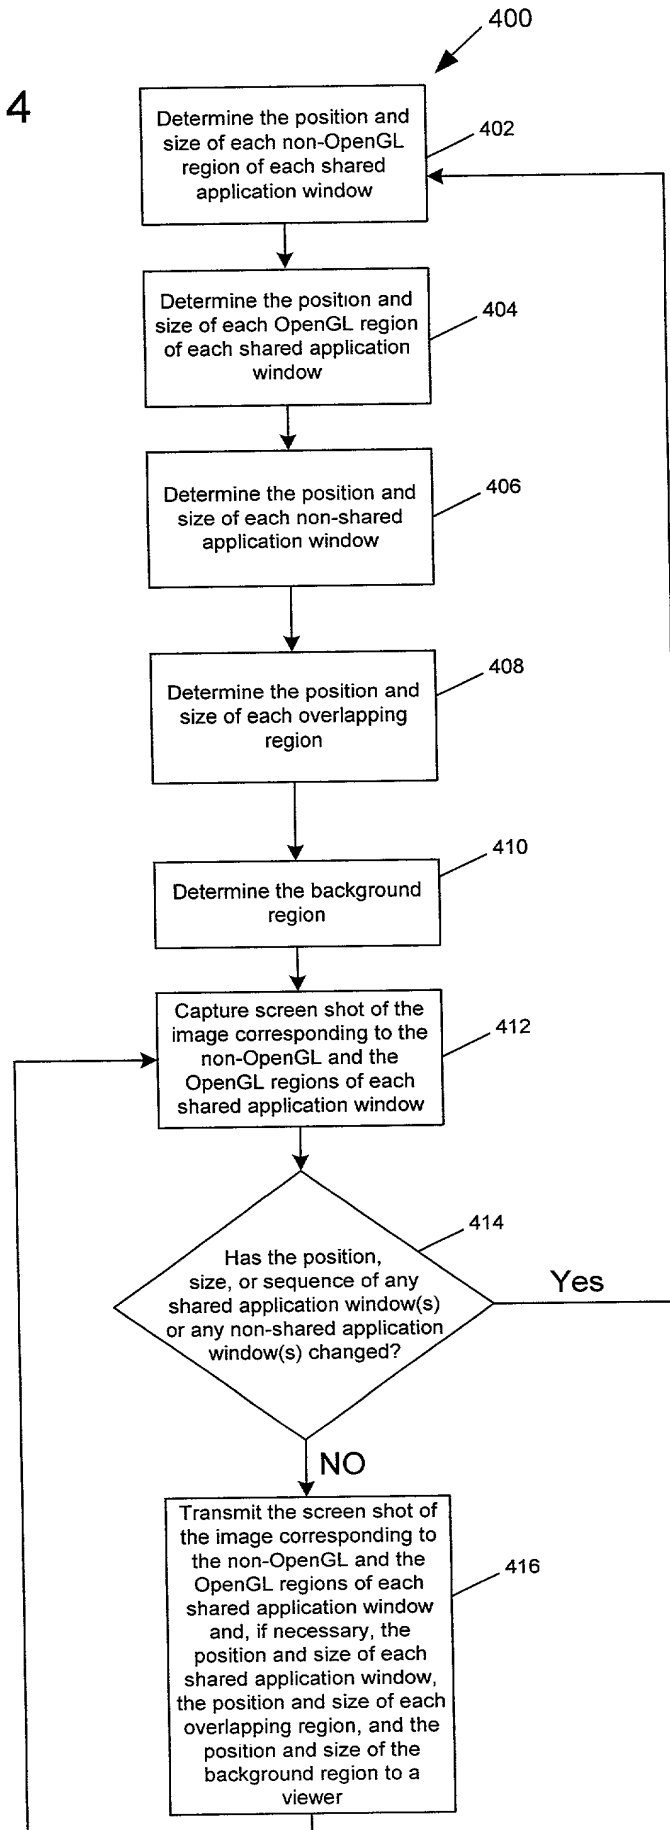 400
4
Determine the position and
size of each non-OpenGL
region of each shared
application window
402
Determine the position and
size of each OpenGL region
of each shared application
window
404
Determine the position and
size of each non-shared
application window
406
Determine the position and
size of each overlapping
region
408
Determine the background
region
410
Capture screen shot of the
image corresponding to the
non-OpenGL and the
OpenGL regions of each
shared application window
412
Has the position,
size, or sequence of any
shared application window(s)
or any non-shared application
window(s) changed?
414
Yes
NO
Transmit the screen shot of
the image corresponding to
the non-OpenGL and the
OpenGL regions of each
shared application window
and, if necessary, the
position and size of each
shared application window,
the position and size of each
overlapping region, and the
position and size of the
background region to a
viewer
416